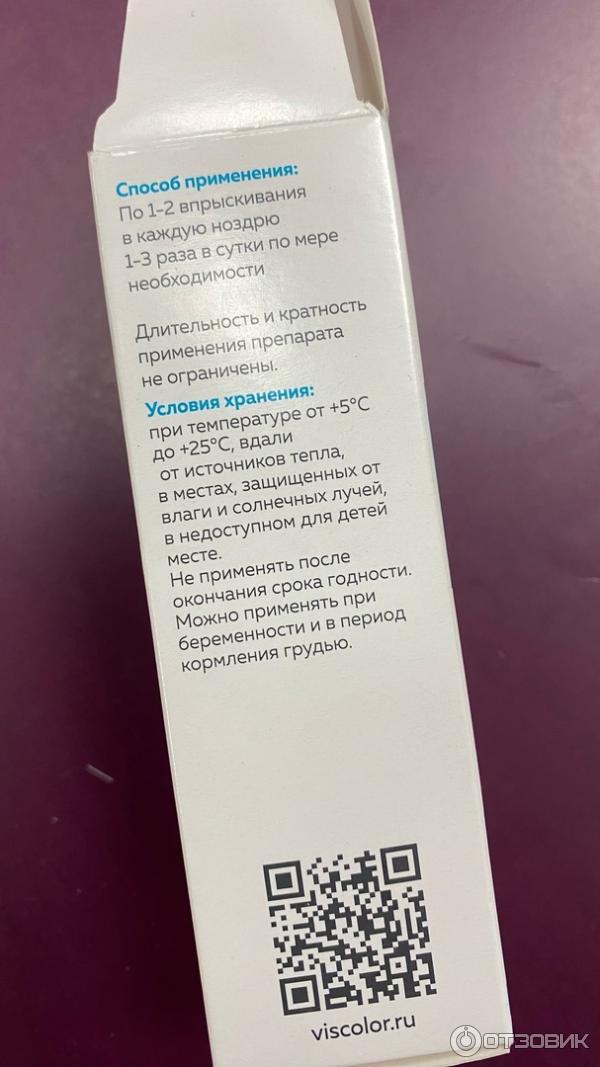 Способ применения:
По 1-2 впрыскивания
в каждую ноздрю
1-3 раза в сутки по мере
необходимости
Длительность и кратность
применения препарата
не ограничены.
Условия хранения:
при температуре от +5°С
до +25°С, вдали
от источников тепла,
в местах, защищенных от
влаги и солнечных лучей,
в недоступном для детей
месте.
Не применять после
окончания срока годности.
Можно применять при
беременности и в период
кормления грудью.
viscolor.ru
ОТЗОВИК